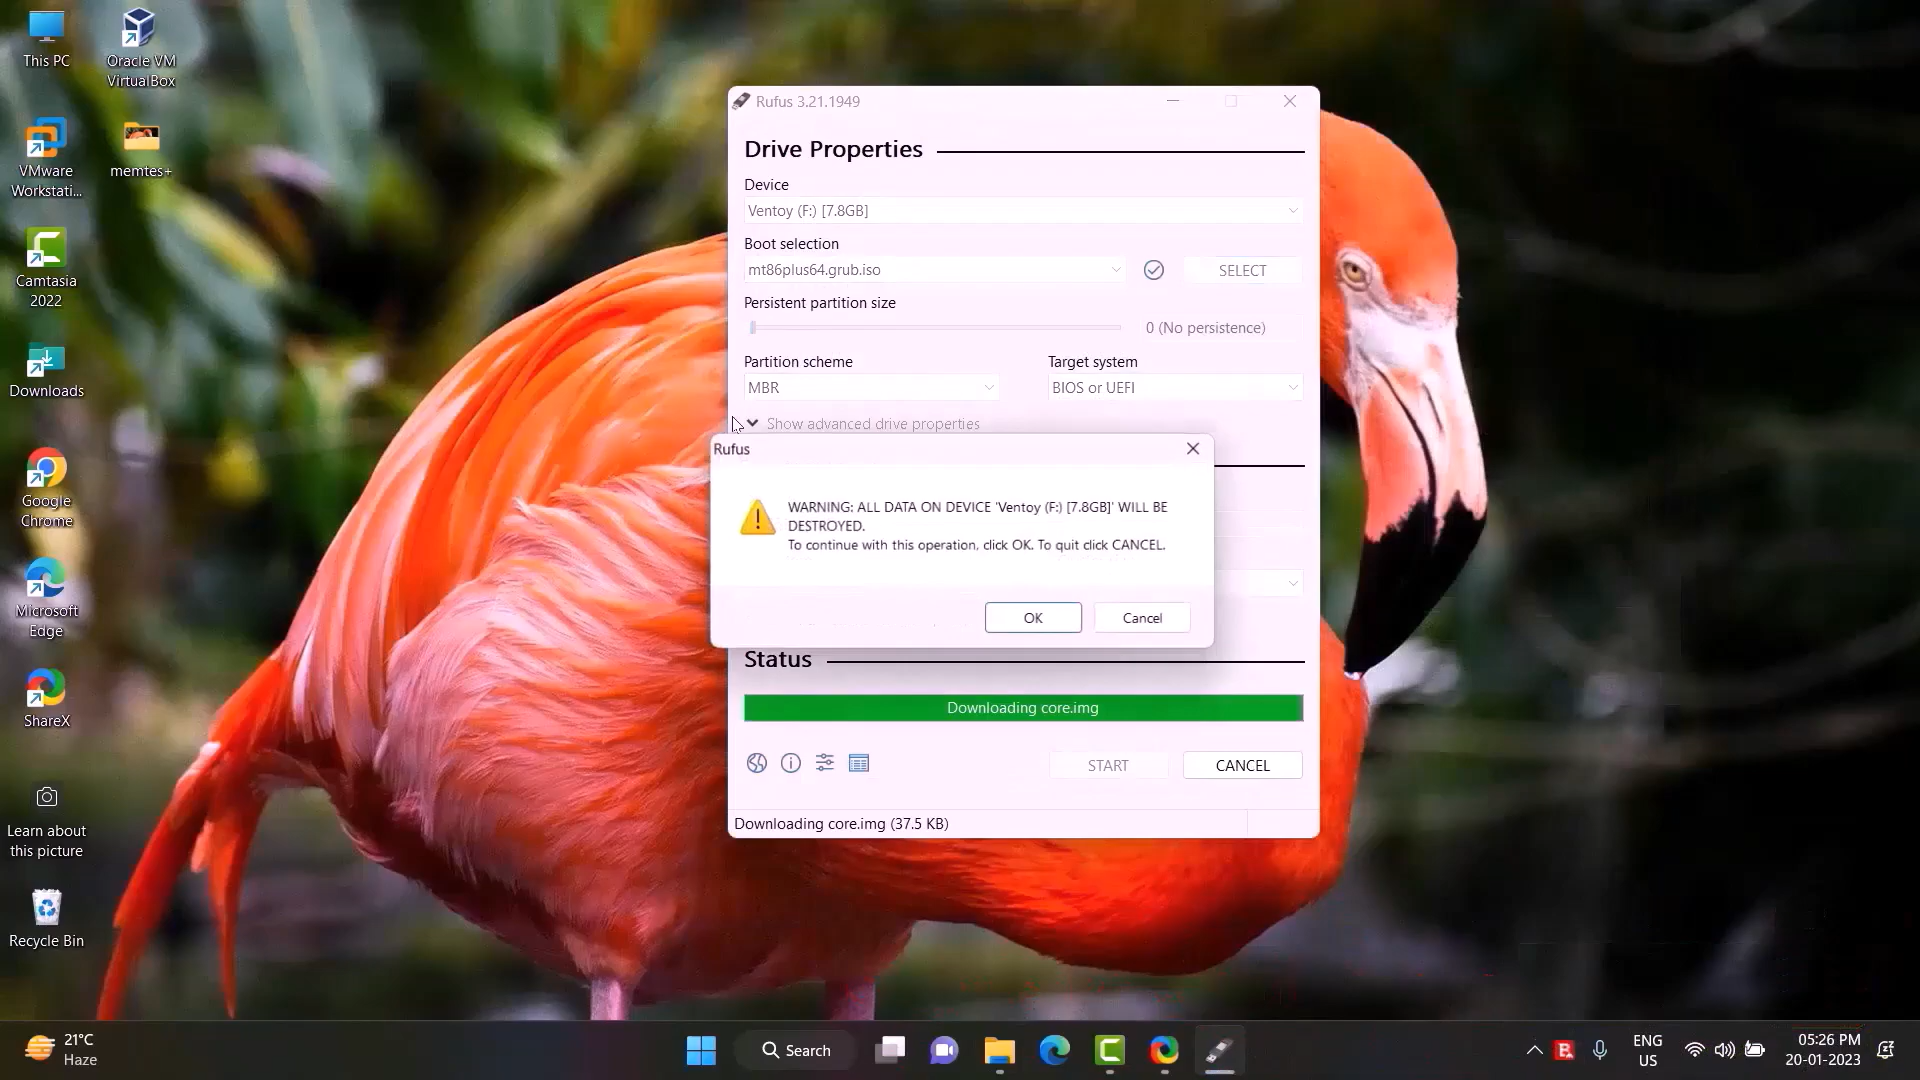 This PC
Oracle VM
VirtualBox
VMware
Workstati...
memtes+
Camtasia
2022
Downloads
Google
Chrome
Microsoft
Edge
ShareX
Learn about
this picture
Recycle Bin
Rufus 3.21.1949
Drive Properties
Device
Ventoy (F:) [7.8GB]
Boot selection
mt86plus64.grub.iso
SELECT
Persistent partition size
0 (No persistence)
Partition scheme
Target system
MBR
BIOS or UEFI
Show advanced drive properties
Rufus
WARNING: ALL DATA ON DEVICE 'Ventoy (F:) [7.8GB]' WILL BE
DESTROYED.
To continue with this operation, click OK. To quit click CANCEL.
OK
Cancel
Status
Downloading core.img
START
CANCEL
Downloading core.img (37.5 KB)
21°C
Haze
Search
ENG
US
05:26 PM
20-01-2023